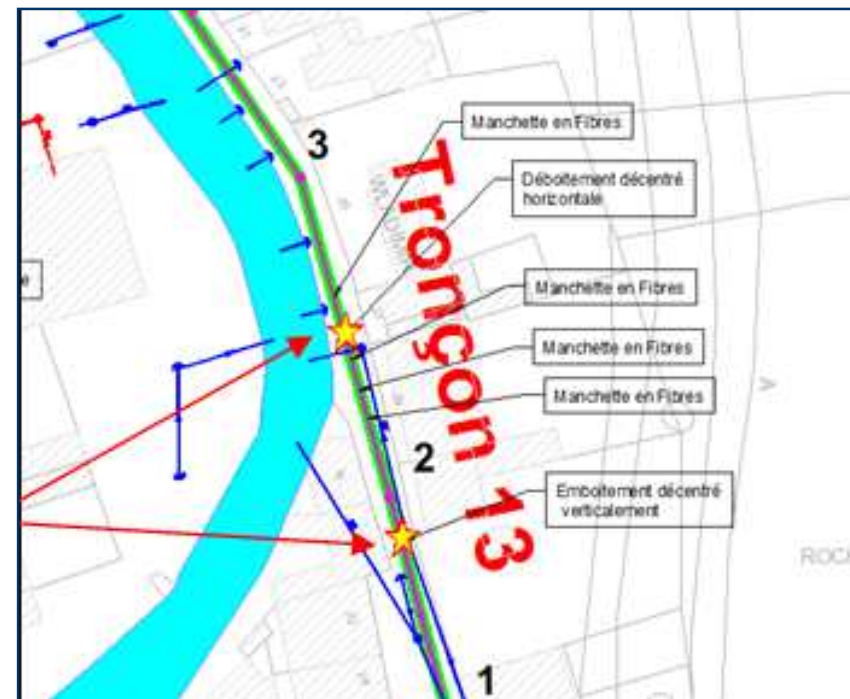 Manchette en Fibres
3
Déboitement décentré
horizontale
Tronçon 13
Manchette en Fibres
Manchette en Fibres
Manchette en Fibres
2
Emboitement décentré
verticalement
ROCH
1